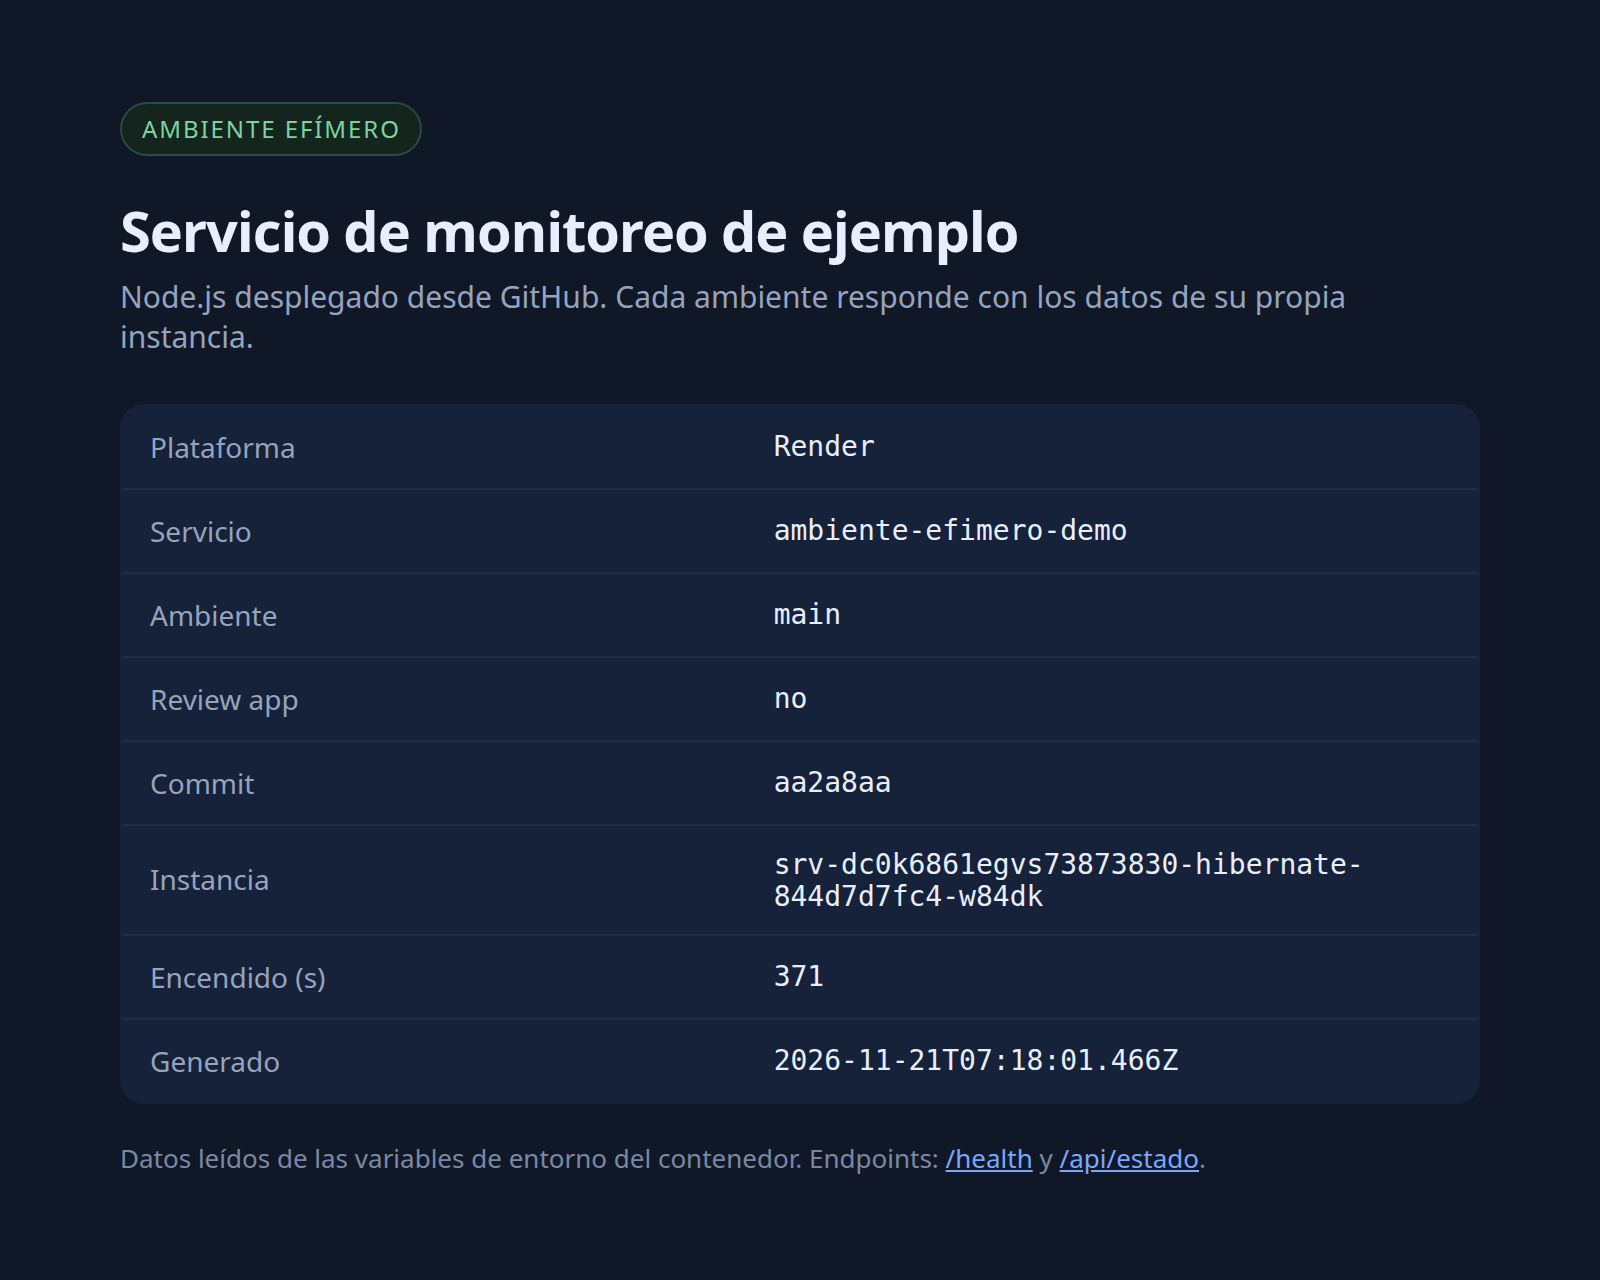 AMBIENTE EFÍMERO
Servicio de monitoreo de ejemplo
Node.js desplegado desde GitHub. Cada ambiente responde con los datos de su propia
instancia.
Plataforma Render
Servicio ambiente-efimero-demo
Ambiente main
Review app no
Commit aa2a8aa
Instancia srv-dc0k6861egvs73873830-hibernate-
844d7d7fc4-w84dk
Encendido (s) 371
Generado 2026-11-21T07:18:01.466Z
Datos leídos de las variables de entorno del contenedor. Endpoints: /health y /api/estado.